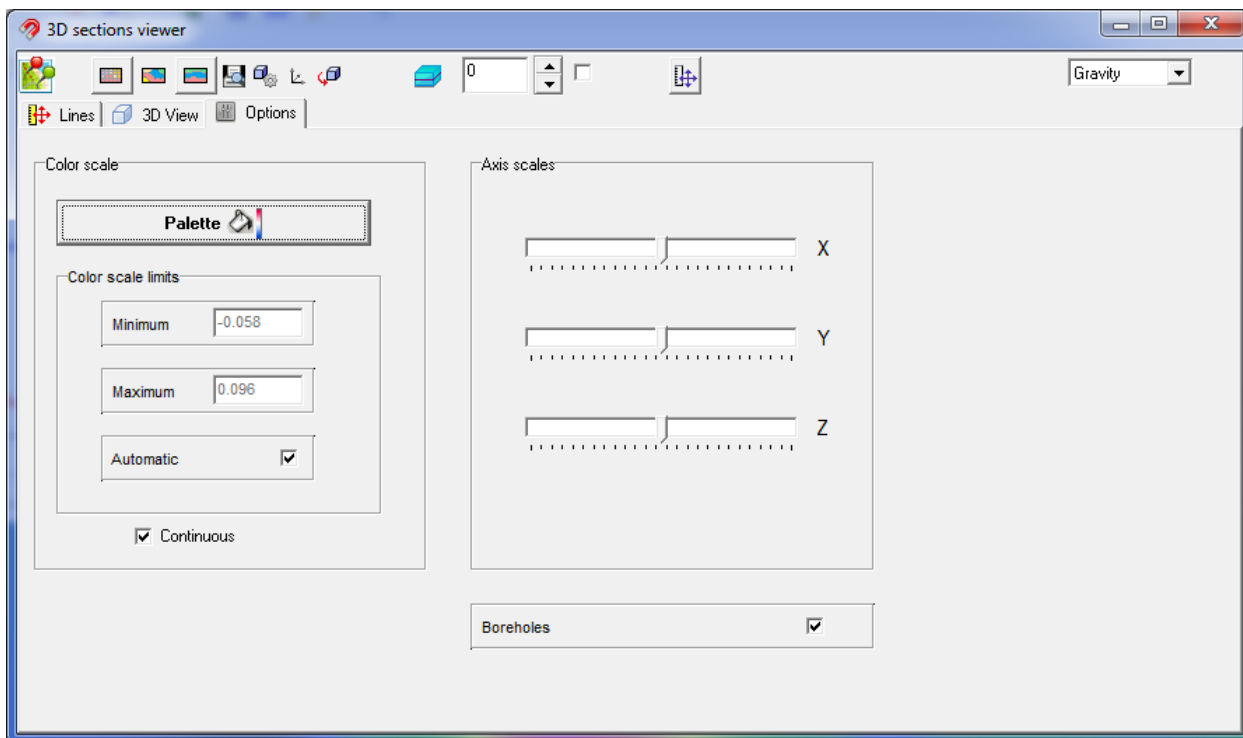 3D sections viewer
0
Gravity
Lines 3D View Options
Color scale
Axis scales
Palette
X
Color scale limits
Minimum -0.058
Y
Maximum 0.096
Z
Automatic
Continuous
Boreholes